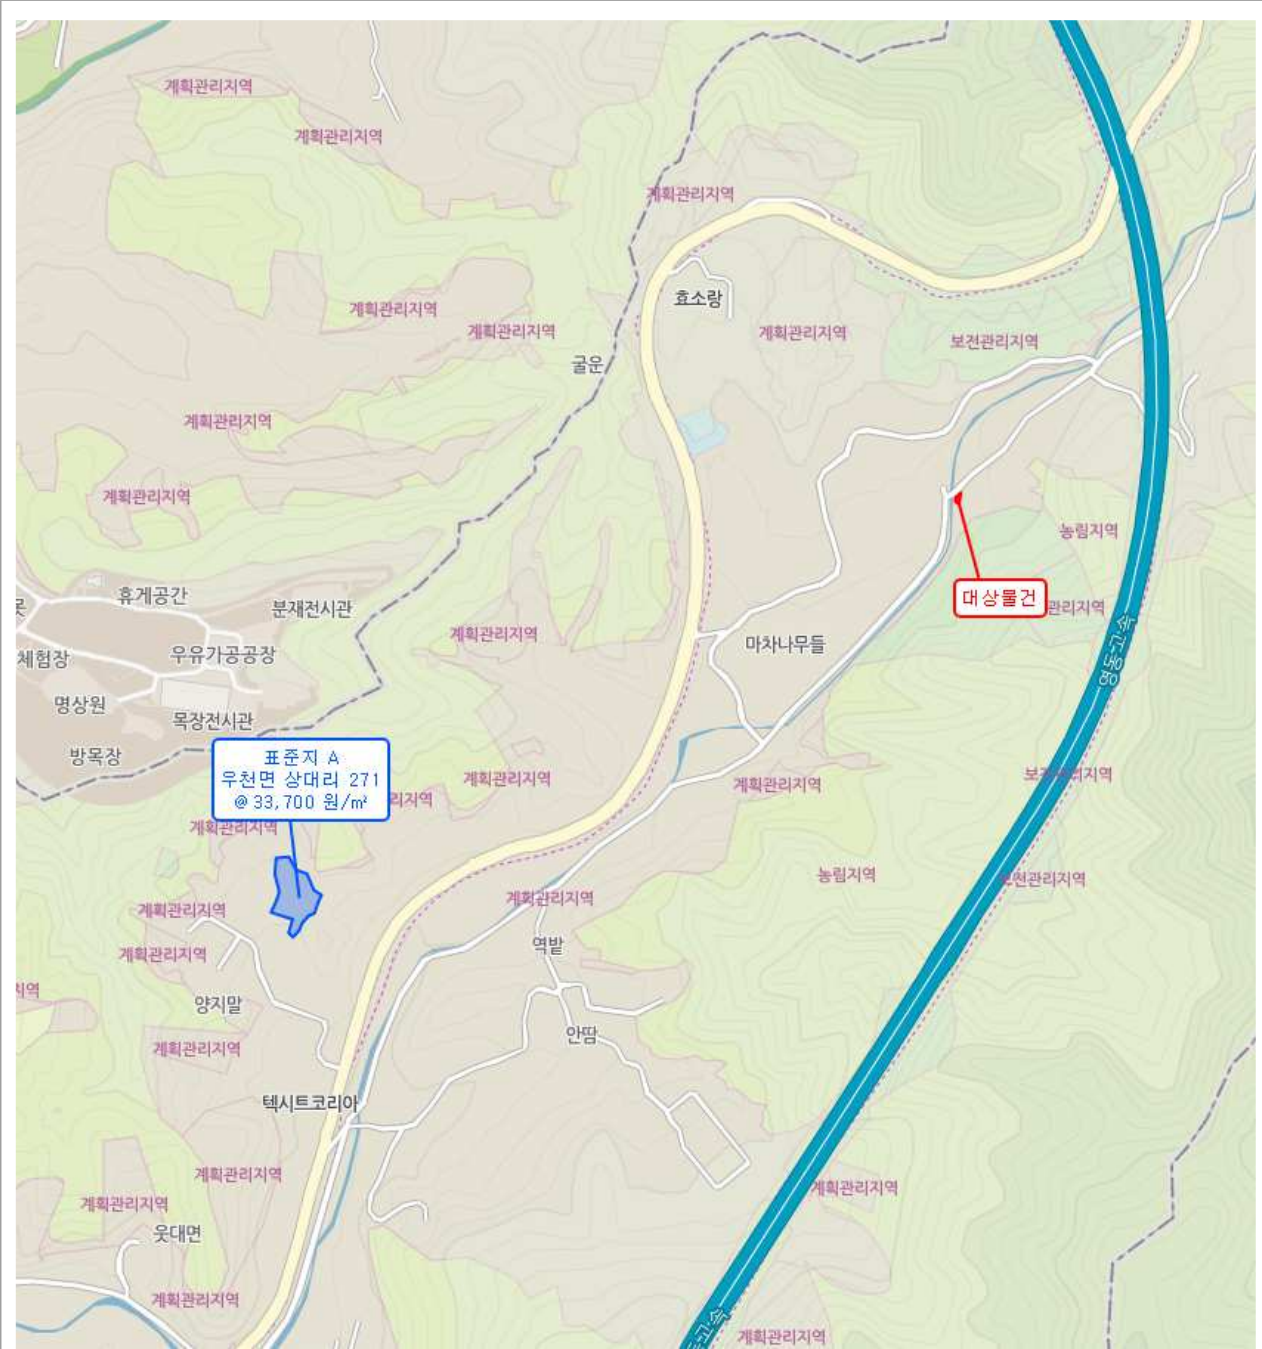 계획관리지역
계획관리지역
계획관리지역
효소랑
계획관리지역
계획관리지역
계획관리지역
보전관리지역
굴운
계획관리지역
계획관리지역
농림지역
휴게공간
분재전시관
대상물건
관리지역
계획관리지역
마차나무들
체험장
우유가공공장
영동고속
명상원
목장전시관
방목장
표준지 A
우천면 상대리 271
@ 33,700 원/㎡
계획관리지역
계획관리지역
리지역
계획관리지역
농림지역
보전관리지역
계획관리지역
계획관리지역
역밭
계획관리지역
지역
양지말
안땀
계획관리지역
텍시트코리아
계획관리지역
계획관리지역
계획관리지역
웃대면
계획관리지역
계획관리지역